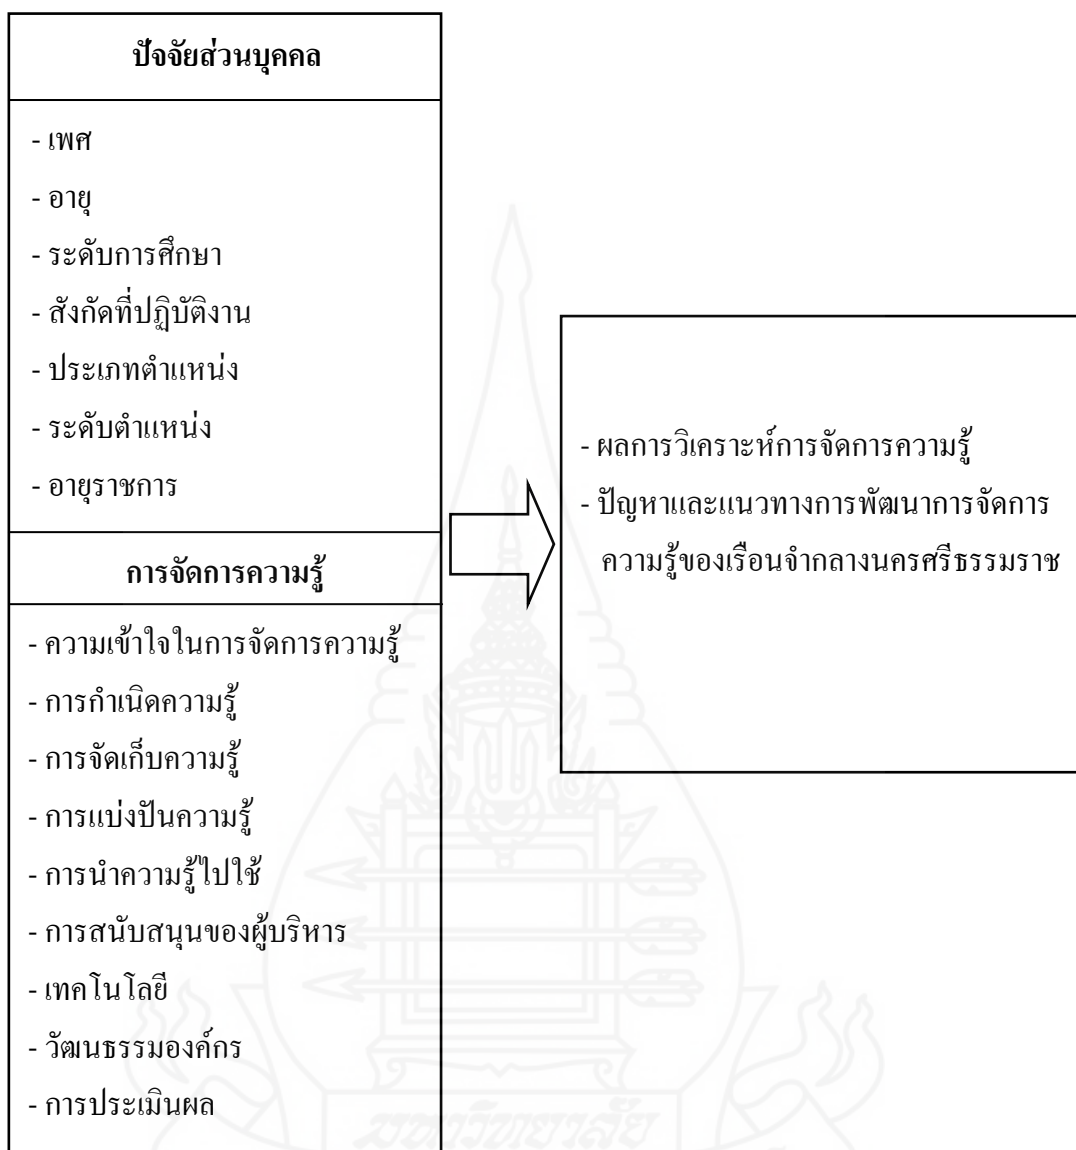 ปัจจัยส่วนบุคคล
- เพศ
- อายุ
- ระดับการศึกษา
- สังกัดที่ปฏิบัติงาน
- ประเภทตำแหน่ง
- ระดับตำแหน่ง
- อายุราชการ
การจัดการความรู้
- ความเข้าใจในการจัดการความรู้
- การกำเนิดความรู้
- การจัดเก็บความรู้
- การแบ่งปันความรู้
- การนำความรู้ไปใช้
- การสนับสนุนของผู้บริหาร
- เทคโนโลยี
- วัฒนธรรมองค์กร
- การประเมินผล
- ผลการวิเคราะห์การจัดการความรู้
- ปัญหาและแนวทางการพัฒนาการจัดการ
ความรู้ของเรือนจำกลางนครศรีธรรมราช
มหาวิทยาลัย